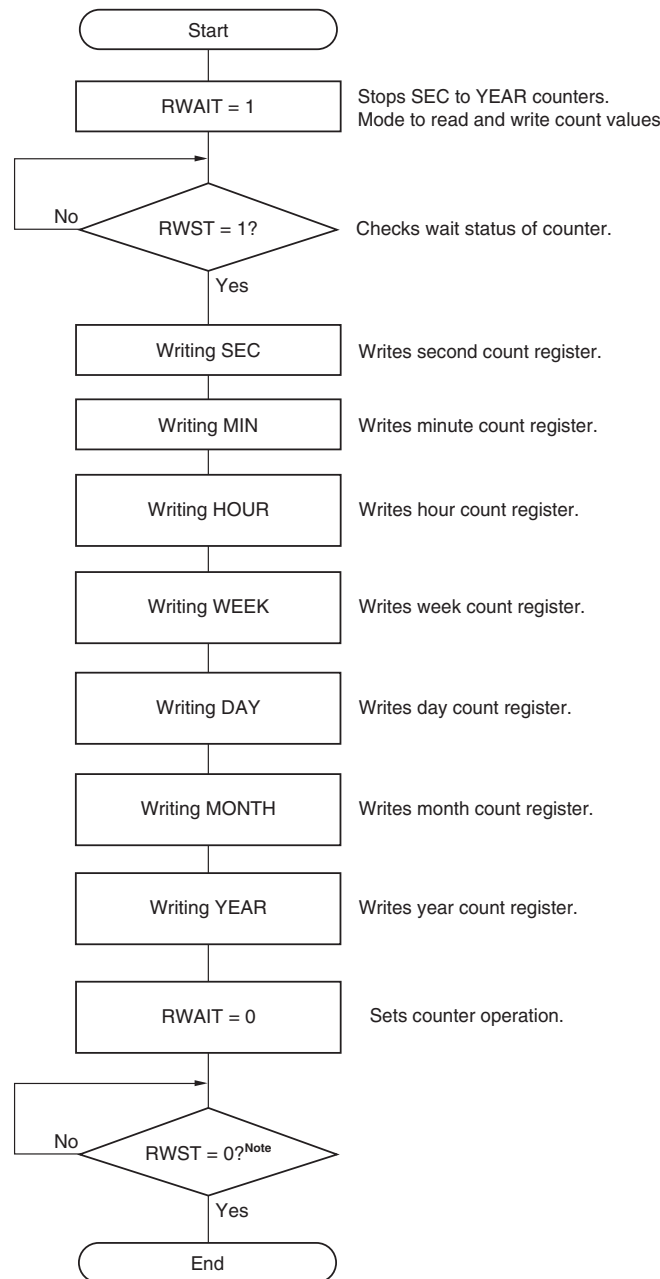 Start
RWAIT = 1
Stops SEC to YEAR counters.
Mode to read and write count values
No
RWST = 1?
Checks wait status of counter.
Yes
Writing SEC
Writes second count register.
Writing MIN
Writes minute count register.
Writing HOUR
Writes hour count register.
Writing WEEK
Writes week count register.
Writing DAY
Writes day count register.
Writing MONTH
Writes month count register.
Writing YEAR
Writes year count register.
RWAIT = 0
Sets counter operation.
No
RWST = 0?Note
Yes
End